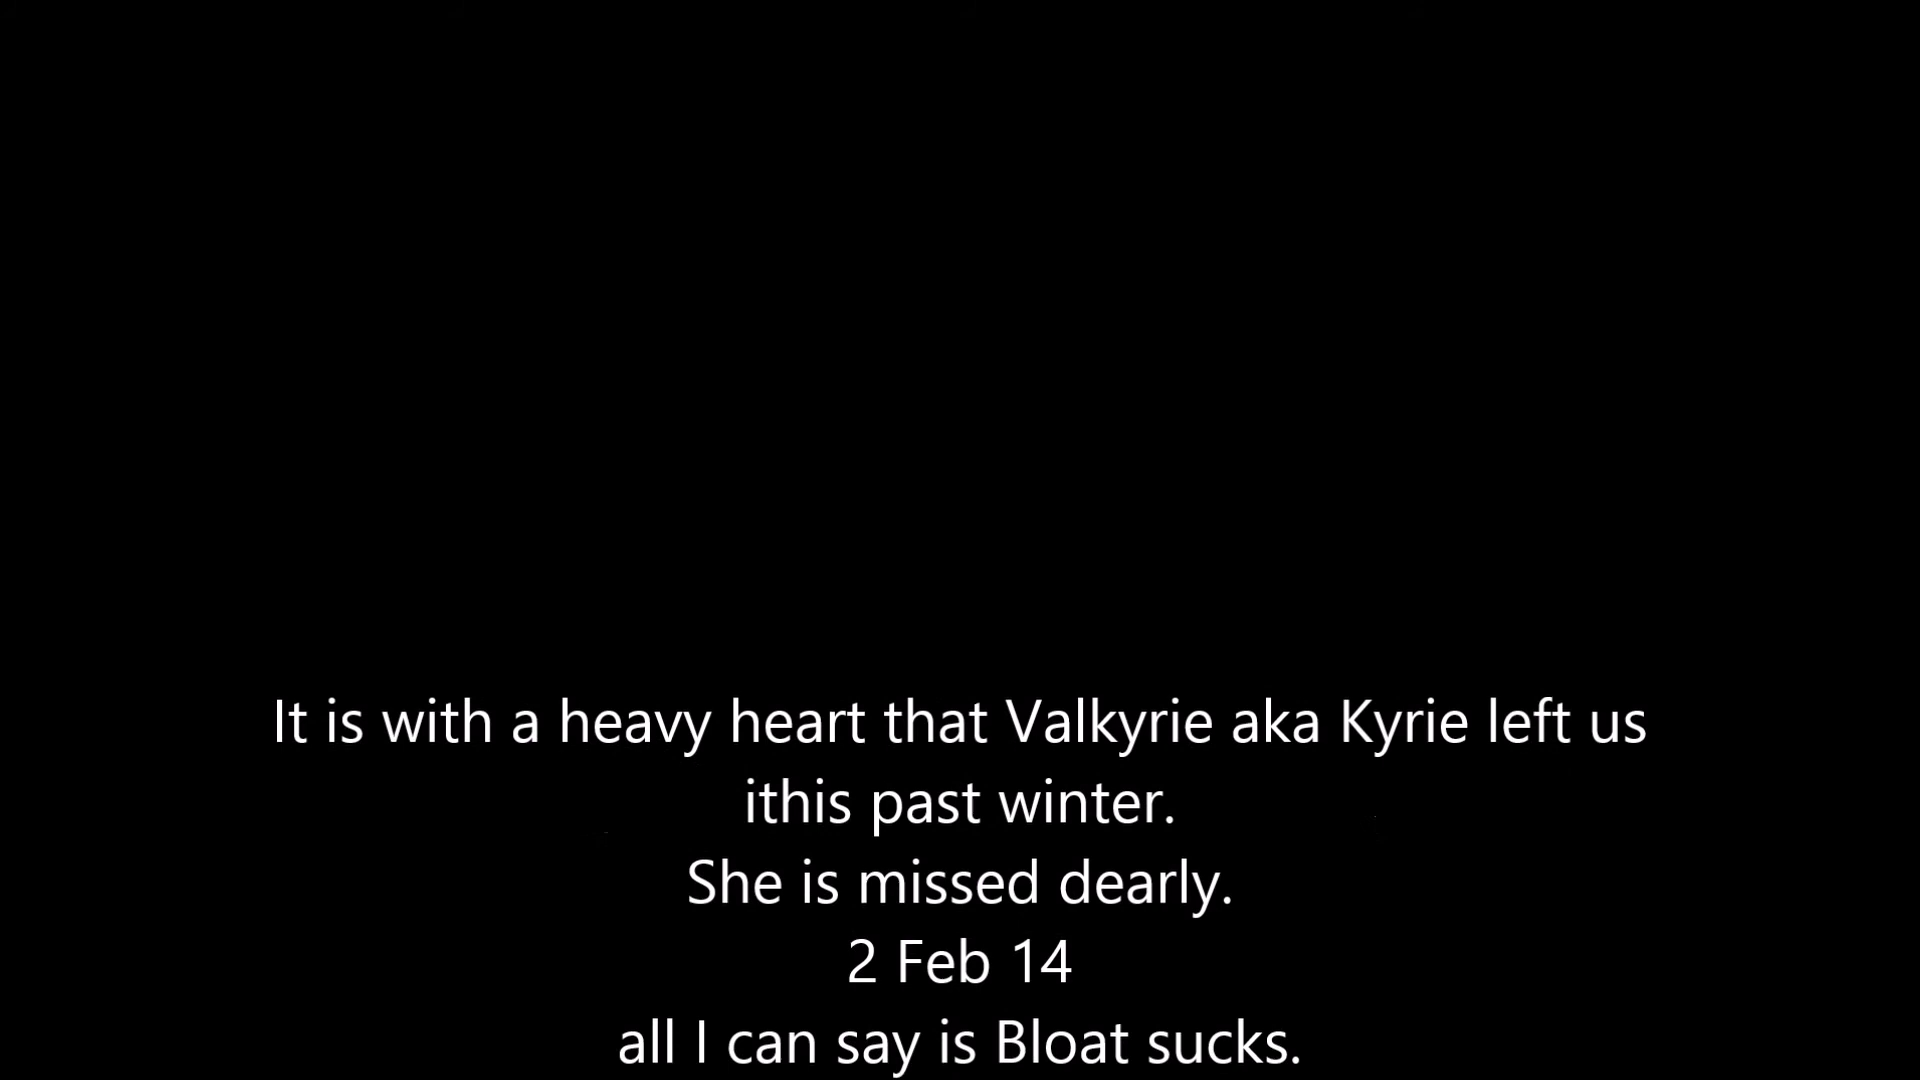 It is with a heavy heart that Valkyrie aka Kyrie left us
ithis past winter.
She is missed dearly.
2 Feb 14
all I can say is Bloat sucks.